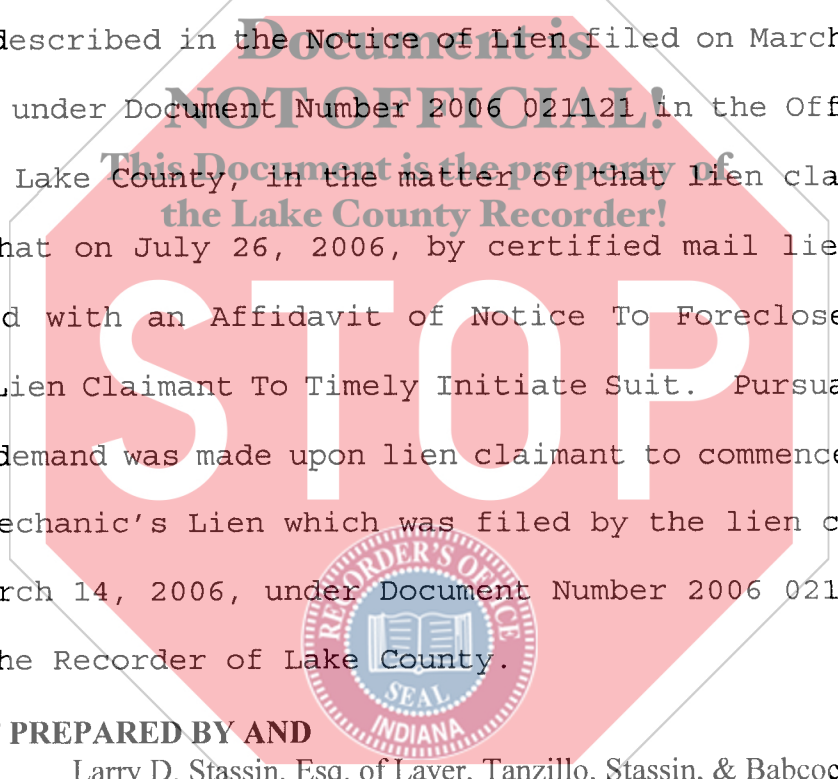 described in the Notice of Lien filed on March
Document is
under Document Number 2006 021121 in the Off
NOT OFFICIAL!
This Document is the property of
Lake County, in the matter of that lien cla
the Lake County Recorder!
hat on July 26, 2006, by certified mail lie
d with an Affidavit of Notice To Foreclose
STOP
Lien Claimant To Timely Initiate Suit. Pursua
demand was made upon lien claimant to commence
echanic's Lien which was filed by the lien c
RECORDER'S OFFICE
rch 14, 2006, under Document Number 2006 021
he Recorder of Lake County.
SEAL
INDIANA
PREPARED BY AND
Larry D. Stassin, Esq. of Laver, Tanzillo, Stassin, & Babcoc